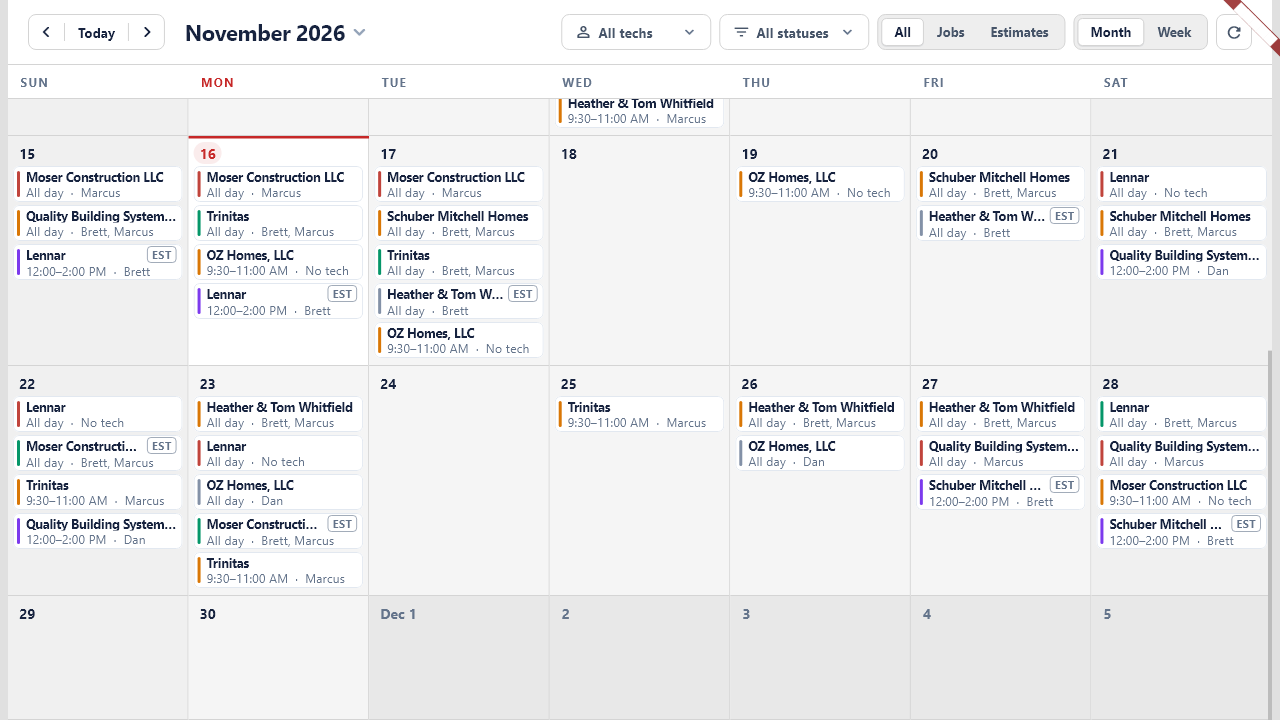 Today
November 2026
All techs
All statuses
All Jobs Estimates
Month Week
SUN MON TUE WED THU FRI SAT
Heather & Tom Whitfield
9:30–11:00 AM · Marcus
15
Moser Construction LLC
All day · Marcus
Quality Building System...
All day · Brett, Marcus
Lennar EST
12:00–2:00 PM · Brett
16
Moser Construction LLC
All day · Marcus
Trinitas
All day · Brett, Marcus
OZ Homes, LLC
9:30–11:00 AM · No tech
Lennar EST
12:00–2:00 PM · Brett
17
Moser Construction LLC
All day · Marcus
Schuber Mitchell Homes
All day · Brett, Marcus
Trinitas
All day · Brett, Marcus
Heather & Tom W... EST
All day · Brett
OZ Homes, LLC
9:30–11:00 AM · No tech
18
19
OZ Homes, LLC
9:30–11:00 AM · No tech
20
Schuber Mitchell Homes
All day · Brett, Marcus
Heather & Tom W... EST
All day · Brett
21
Lennar
All day · No tech
Schuber Mitchell Homes
All day · Brett, Marcus
Quality Building System...
12:00–2:00 PM · Dan
22
Lennar
All day · No tech
Moser Constructi... EST
All day · Brett, Marcus
Trinitas
9:30–11:00 AM · Marcus
Quality Building System...
12:00–2:00 PM · Dan
23
Heather & Tom Whitfield
All day · Brett, Marcus
Lennar
All day · No tech
OZ Homes, LLC
All day · Dan
Moser Constructi... EST
All day · Brett, Marcus
Trinitas
9:30–11:00 AM · Marcus
24
25
Trinitas
9:30–11:00 AM · Marcus
26
Heather & Tom Whitfield
All day · Brett, Marcus
OZ Homes, LLC
All day · Dan
27
Heather & Tom Whitfield
All day · Brett, Marcus
Quality Building System...
All day · Marcus
Schuber Mitchell ... EST
12:00–2:00 PM · Brett
28
Lennar
All day · Brett, Marcus
Quality Building System...
All day · Marcus
Moser Construction LLC
9:30–11:00 AM · No tech
Schuber Mitchell ... EST
12:00–2:00 PM · Brett
29
30
Dec 1
2
3
4
5